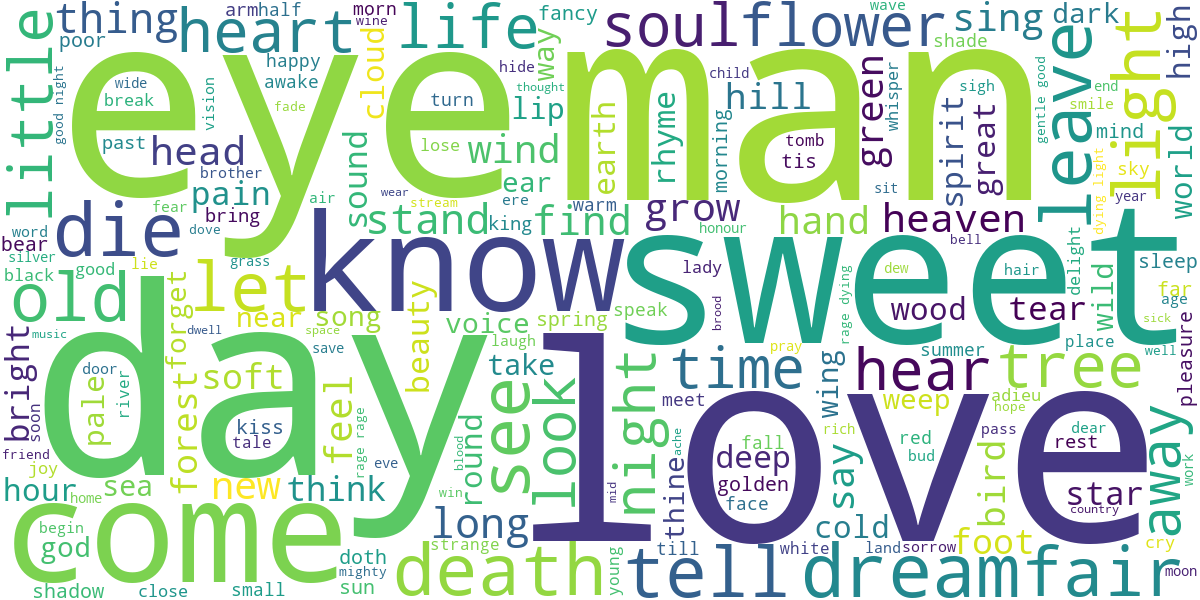 thing
arm
half
morn
wine
fancy
wave
poor
heart
life
soul
flower
sing
dark
high
little
eye
man
light
way
cloud
shade
leave
happy
awake
hide
thought
child
hill
green
sigh
good night
wide
break
vision
fade
turn
lip
earth
rhyme
morning
whisper
spirit
great
gentle good
end
smile
mind
world
past
head
brother
sound
lose
wind
tomb
tis
sky
dying light
year
pain
bring
fear
dove
air
wear
stream
ear
ere
king
warm
find
grow
honour
hand
sit
heaven
bell
delight
wild
sleep
word
bear
silver
black
good
die
lie
grass
stand
know
sweet
lady
brood
dew
hair
rage dying
far
age
sick
well
old
let
forget
near
song
space
save
beauty
voice
spring
speak
laugh
wood
tear
place
music
dwell
bright
soon
door
pale
river
day
soft
forest
feel
take
look
night
time
pray
meet
wing
summer
hear
tree
pleasure
friend
joy
kiss
tale
rage rage
eve
see
round
blood
love
ache
deep
golden
face
fall
rich
weep
say
red
bud
bird
adieu
hope
pass
dear
rest
star
country
away
work
hour
home
sea
new
think
win
long
mid
thine
cold
white
till
land
sorrow
foot
cry
moon
begin
god
come
doth
mighty
sun
strange
death
young
tell
dream
fair
shadow
close
small